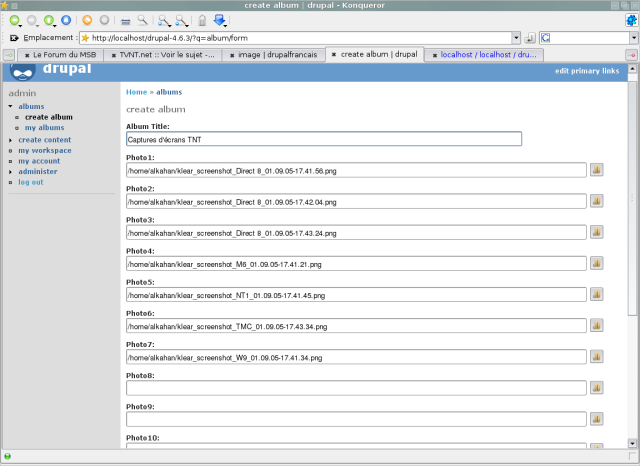 create album | drupal - Konqueror
Emplacement : http://localhost/drupal-4.6.3/?q=album/form
Le Forum du MSB
TVNT.net :: Voir le sujet -...
image | drupalfrancais
create album | drupal
localhost / localhost / dru...
drupal
edit primary links
admin
albums
create album
my albums
create content
my workspace
my account
administer
log out
Home » albums
create album
Album Title:
Captures d'écrans TNT
Photo1:
/home/alkahan/klear_screenshot_Direct 8_01.09.05-17.41.56.png
Photo2:
/home/alkahan/klear_screenshot_Direct 8_01.09.05-17.42.04.png
Photo3:
/home/alkahan/klear_screenshot_Direct 8_01.09.05-17.43.24.png
Photo4:
/home/alkahan/klear_screenshot_M6_01.09.05-17.41.21.png
Photo5:
/home/alkahan/klear_screenshot_NT1_01.09.05-17.41.45.png
Photo6:
/home/alkahan/klear_screenshot_TMC_01.09.05-17.43.34.png
Photo7:
/home/alkahan/klear_screenshot_W9_01.09.05-17.41.34.png
Photo8:
Photo9:
Photo10: